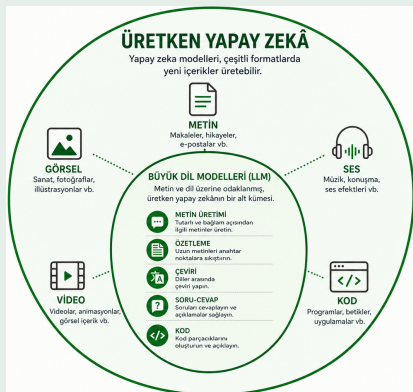 ÜRETKEN YAPAY ZEKÂ
Yapay zeka modelleri, çeşitli formatlarda
yeni içerikler üretebilir.
METİN
Makaleler, hikayeler,
e-postalar vb.
GÖRSEL
Sanat, fotoğraflar,
illüstrasyonlar vb.
SES
Müzik, konuşma,
ses efektleri vb.
BÜYÜK DİL MODELLERİ (LLM)
Metin ve dil üzerine odaklanmış,
üretken yapay zekânın bir alt kümesi.
METİN ÜRETİMİ
Tutarlı ve bağlam açısından
ilgili metinler üretin.
ÖZETLEME
Uzun metinleri anahtar
noktalara sıkıştırın.
ÇEVİRİ
Diller arasında
çeviri yapın.
SORU-CEVAP
Soruları cevaplayın ve
açıklamalar sağlayın.
KOD
Kod parçacıklarını
oluşturun ve açıklayın.
VİDEO
Videolar, animasyonlar,
görsel içerik vb.
KOD
Programlar, betikler,
uygulamalar vb.